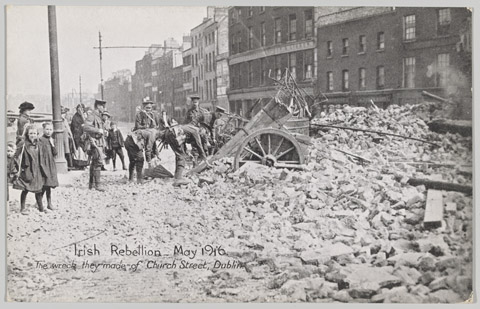 Irish Rebellion - May 1916.
The wreck they made of Church Street, Dublin.